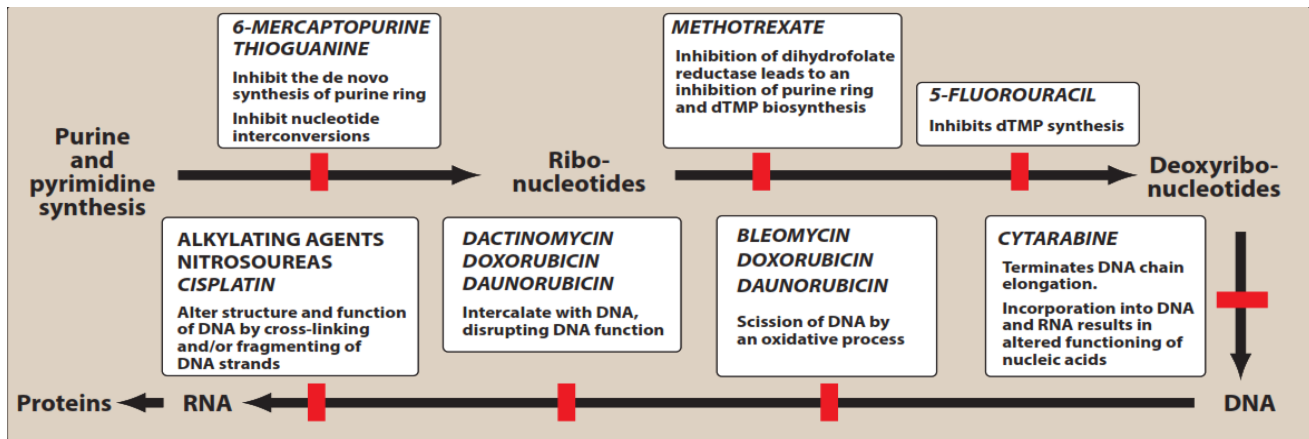 6-MERCAPTOPURINE
THIOGUANINE
Inhibit the de novo
synthesis of purine ring
Inhibit nucleotide
interconversions
METHOTREXATE
Inhibition of dihydrofolate
reductase leads to an
inhibition of purine ring
and dTMP biosynthesis
5-FLUOROURACIL
Inhibits dTMP synthesis
Purine
and
pyrimidine
synthesis
Ribo-
nucleotides
Deoxyribo-
nucleotides
ALKYLATING AGENTS
NITROSOUREAS
CISPLATIN
Alter structure and function
of DNA by cross-linking
and/or fragmenting of
DNA strands
DACTINOMYCIN
DOXORUBICIN
DAUNORUBICIN
Intercalate with DNA,
disrupting DNA function
BLEOMYCIN
DOXORUBICIN
DAUNORUBICIN
Scission of DNA by
an oxidative process
CYTARABINE
Terminates DNA chain
elongation.
Incorporation into DNA
and RNA results in
altered functioning of
nucleic acids
Proteins
RNA
DNA